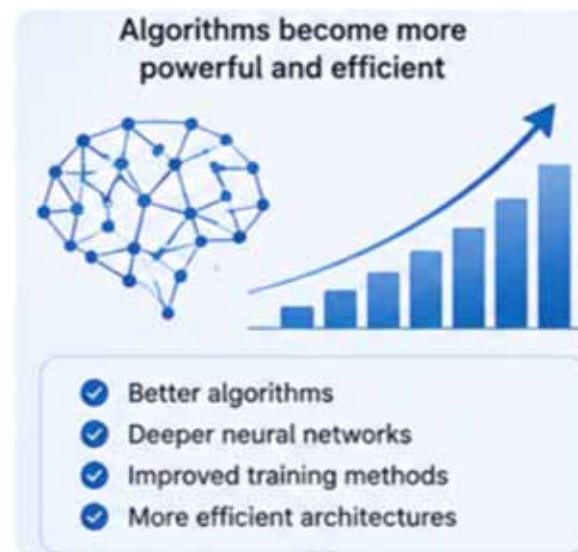 Algorithms become more
powerful and efficient
Better algorithms
Deeper neural networks
Improved training methods
More efficient architectures